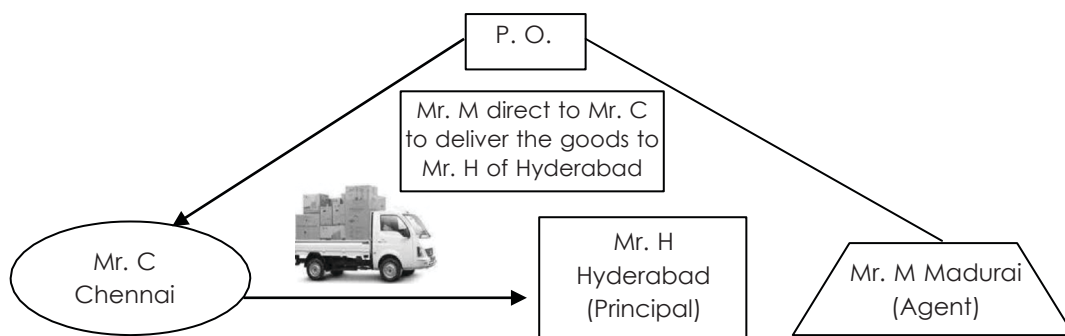 P. O.
Mr. M direct to Mr. C
to deliver the goods to
Mr. H of Hyderabad
Mr. C
Chennai
Mr. H
Hyderabad
(Principal)
Mr. M Madurai
(Agent)